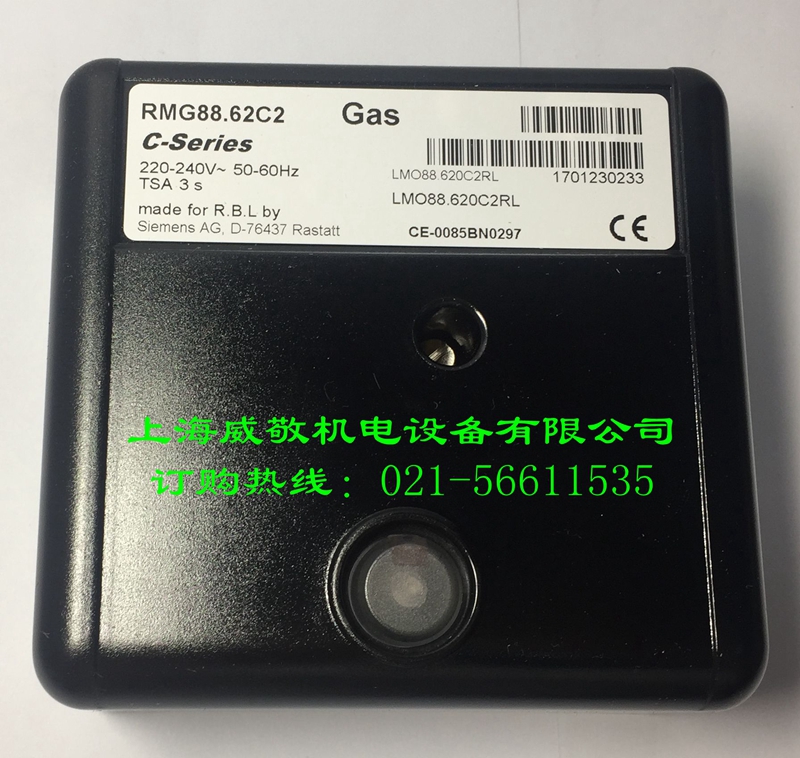 RMG88.62C2 Gas
C-Series
220-240V~ 50-60Hz
TSA 3 s
made for R.B.L by
Siemens AG, D-76437 Rastatt
LMO88.620C2RL 1701230233
LMO88.620C2RL
CE-0085BN0297 CE
上海威敬机电设备有限公司
订购热线：021-56611535